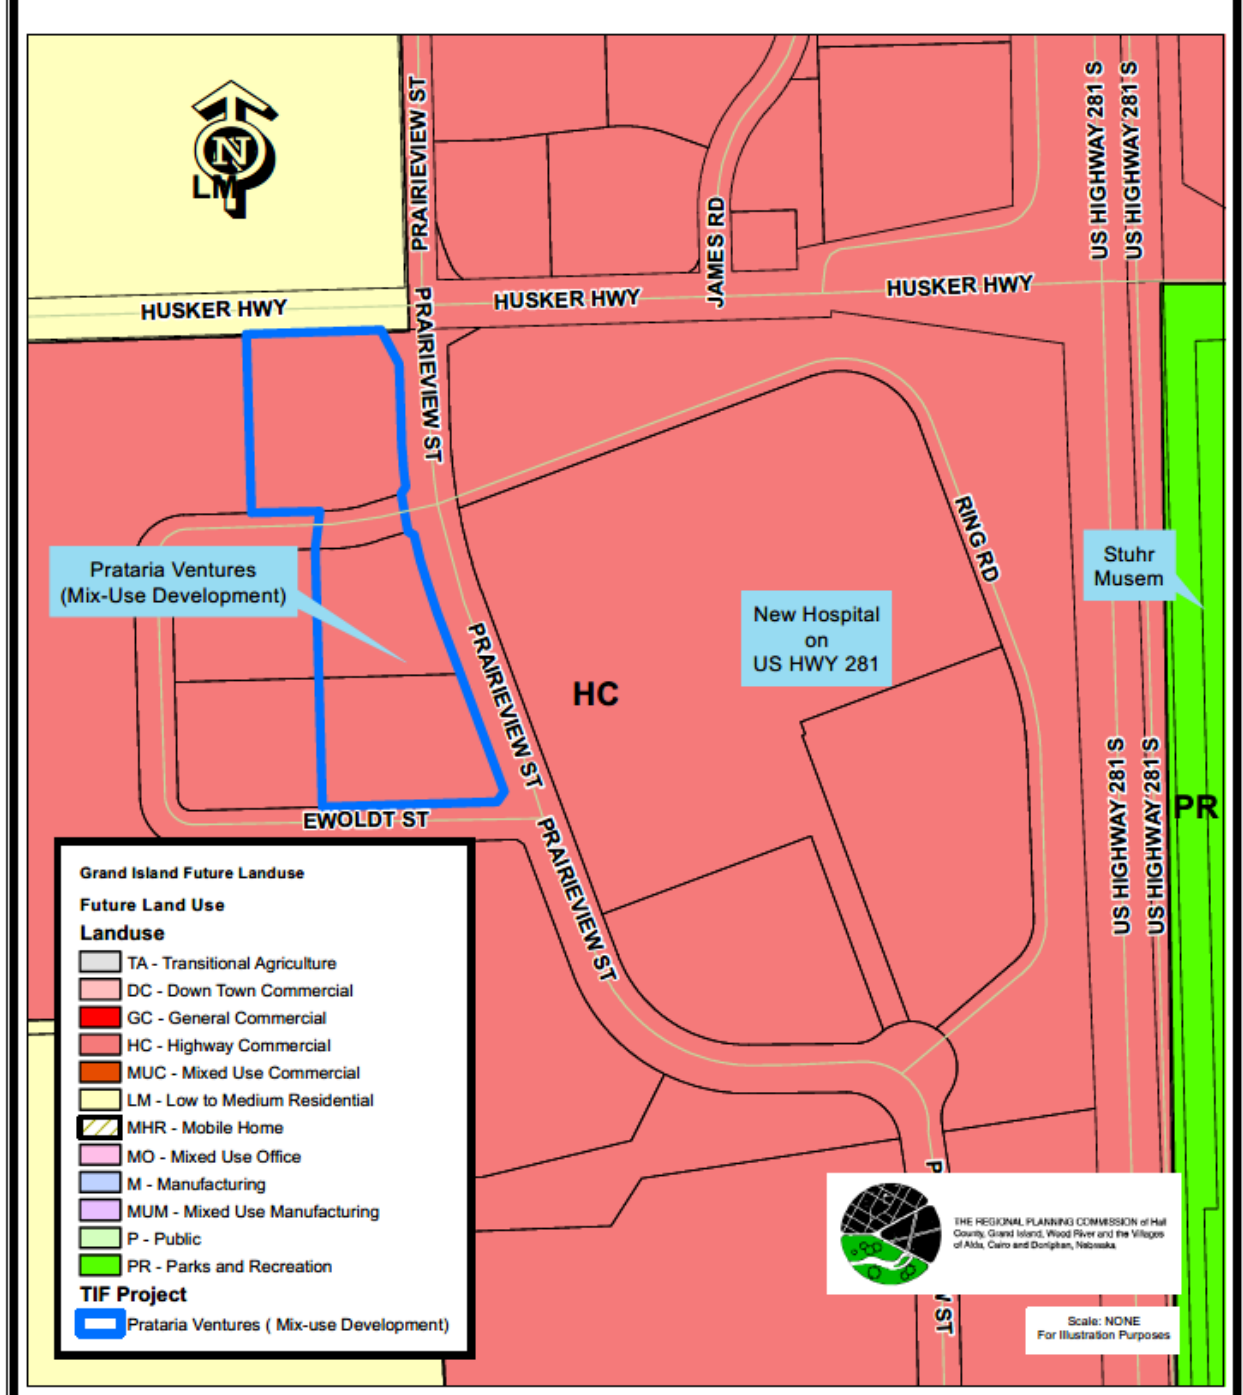 PRAIRIEVIEW ST
US HIGHWAY 281 S
US HIGHWAY 281 S
N
LM
JAMES RD
HUSKER HWY
HUSKER HWY
HUSKER HWY
PRAIRIEVIEW ST
PR
RING RD
Stuhr
Musem
Prataria Ventures
(Mix-Use Development)
New Hospital
on
US HWY 281
HC
PRAIRIEVIEW ST
US HIGHWAY 281 S
US HIGHWAY 281 S
PR
EWOLDT ST
PRAIRIEVIEW ST
Grand Island Future Landuse
Future Land Use
Landuse
TA - Transitional Agriculture
DC - Down Town Commercial
GC - General Commercial
HC - Highway Commercial
MUC - Mixed Use Commercial
LM - Low to Medium Residential
MHR - Mobile Home
MO - Mixed Use Office
M - Manufacturing
MUM - Mixed Use Manufacturing
P - Public
PR - Parks and Recreation
TIF Project
Prataria Ventures ( Mix-use Development)
P
W ST
THE REGIONAL PLANNING COMMISSION of Hall
County, Grand Island, Wood River and the Villages
of Alda, Cairo and Doniphan, Nebraska.
Scale: NONE
For Illustration Purposes